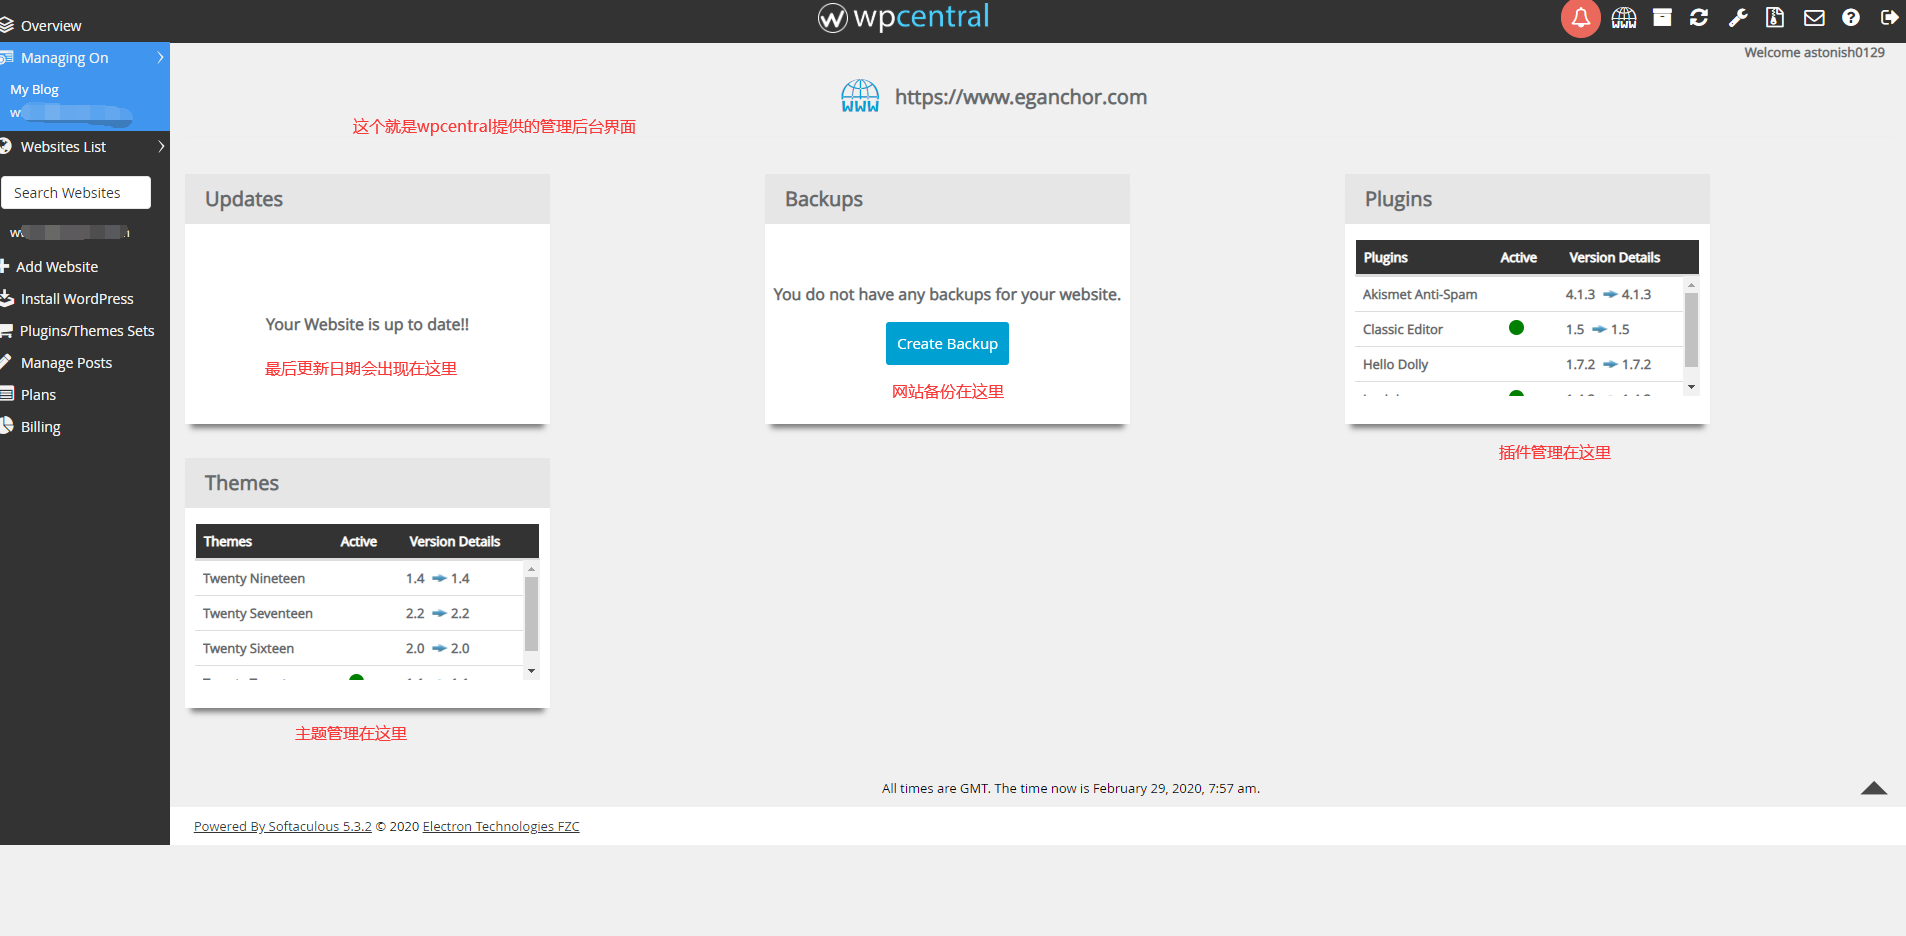 Overview
wpcentral
Welcome astonish0129
Managing On
My Blog
https://www.eganchor.com
这个就是wpcentral提供的管理后台界面
Websites List
Search Websites
Add Website
Install WordPress
Plugins/Themes Sets
Manage Posts
Plans
Billing
Updates
Your Website is up to date!!
最后更新日期会出现在这里
Backups
You do not have any backups for your website.
Create Backup
网站备份在这里
Plugins
Plugins Active Version Details
Akismet Anti-Spam 4.1.3 4.1.3
Classic Editor 1.5 1.5
Hello Dolly 1.7.2 1.7.2
插件管理在这里
Themes
Themes Active Version Details
Twenty Nineteen 1.4 1.4
Twenty Seventeen 2.2 2.2
Twenty Sixteen 2.0 2.0
主题管理在这里
All times are GMT. The time now is February 29, 2020, 7:57 am.
Powered By Softaculous 5.3.2 © 2020 Electron Technologies FZC